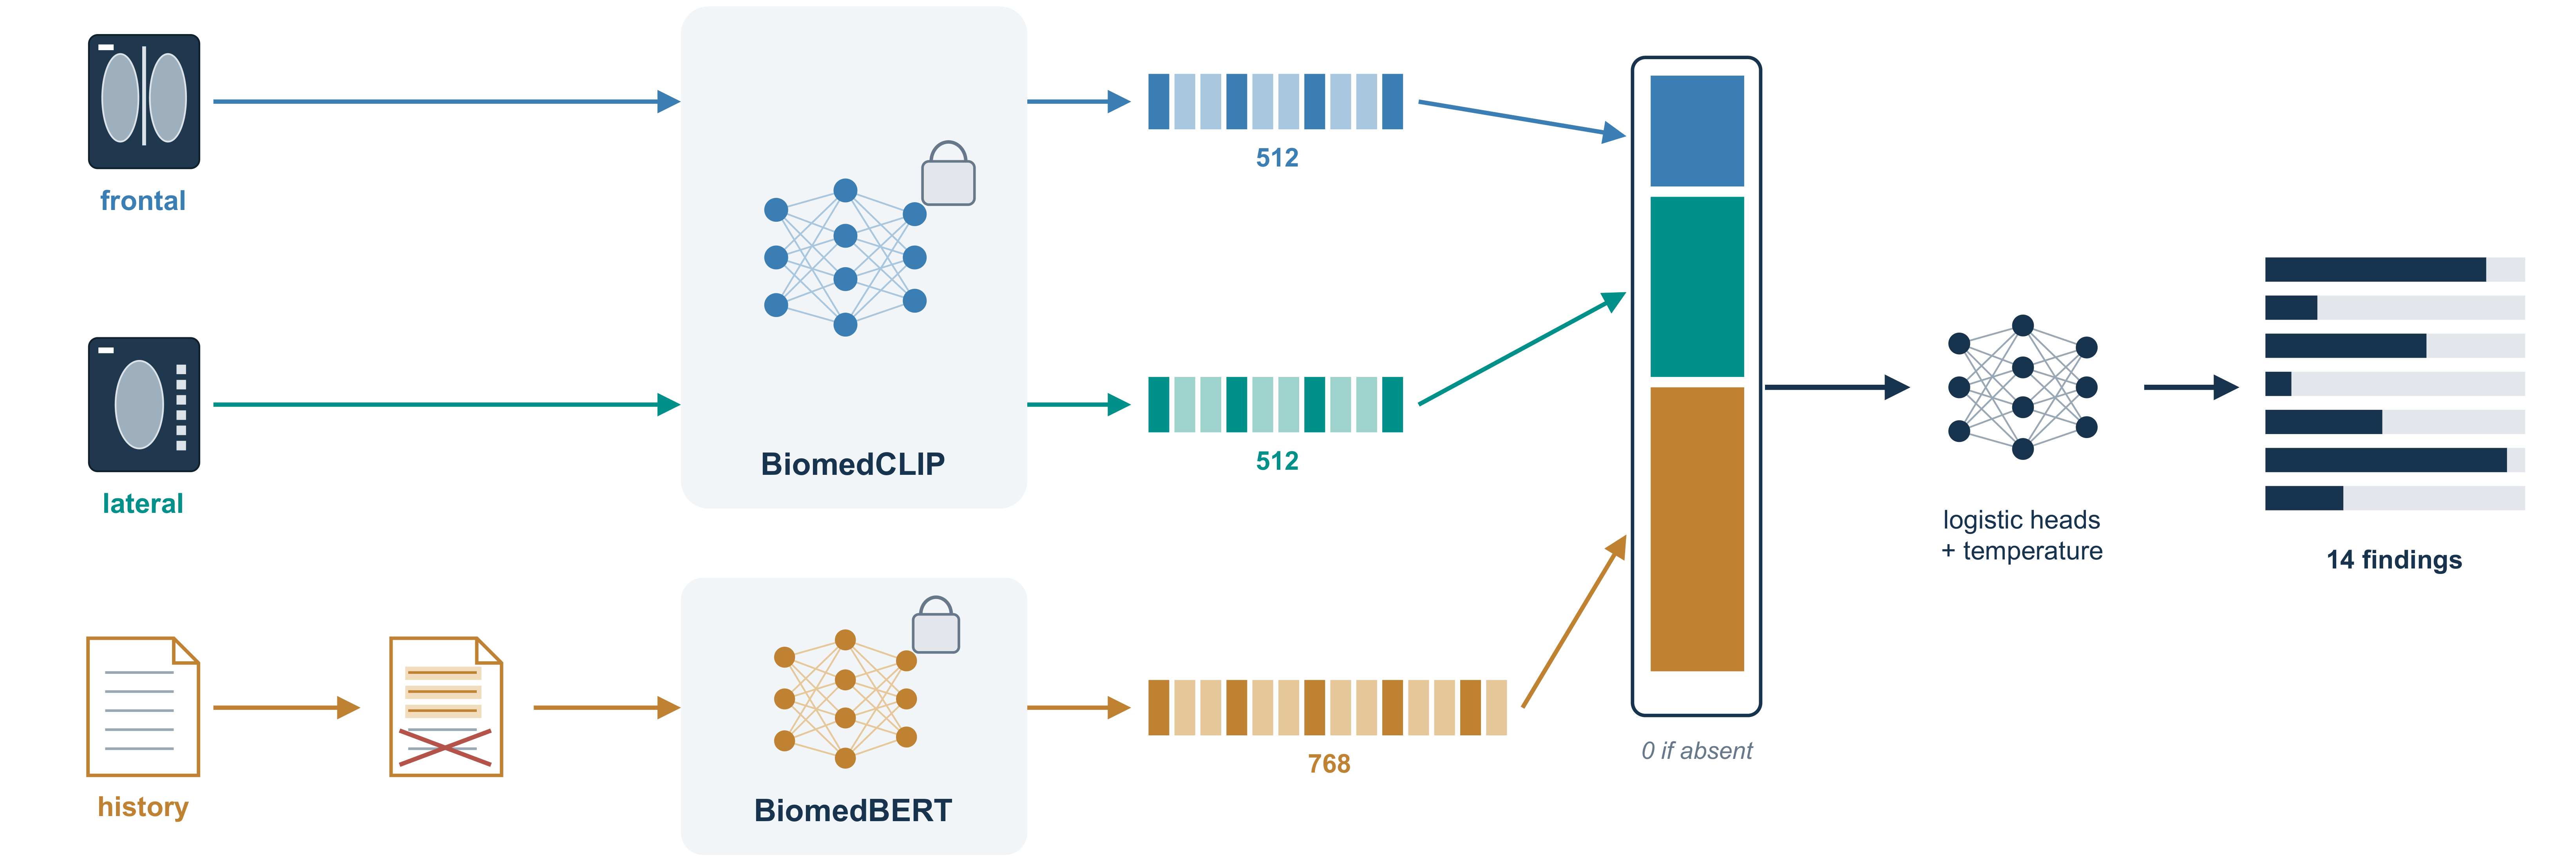 frontal
512
BiomedCLIP
lateral
512
logistic heads
+ temperature
14 findings
history
BiomedBERT
768
0 if absent